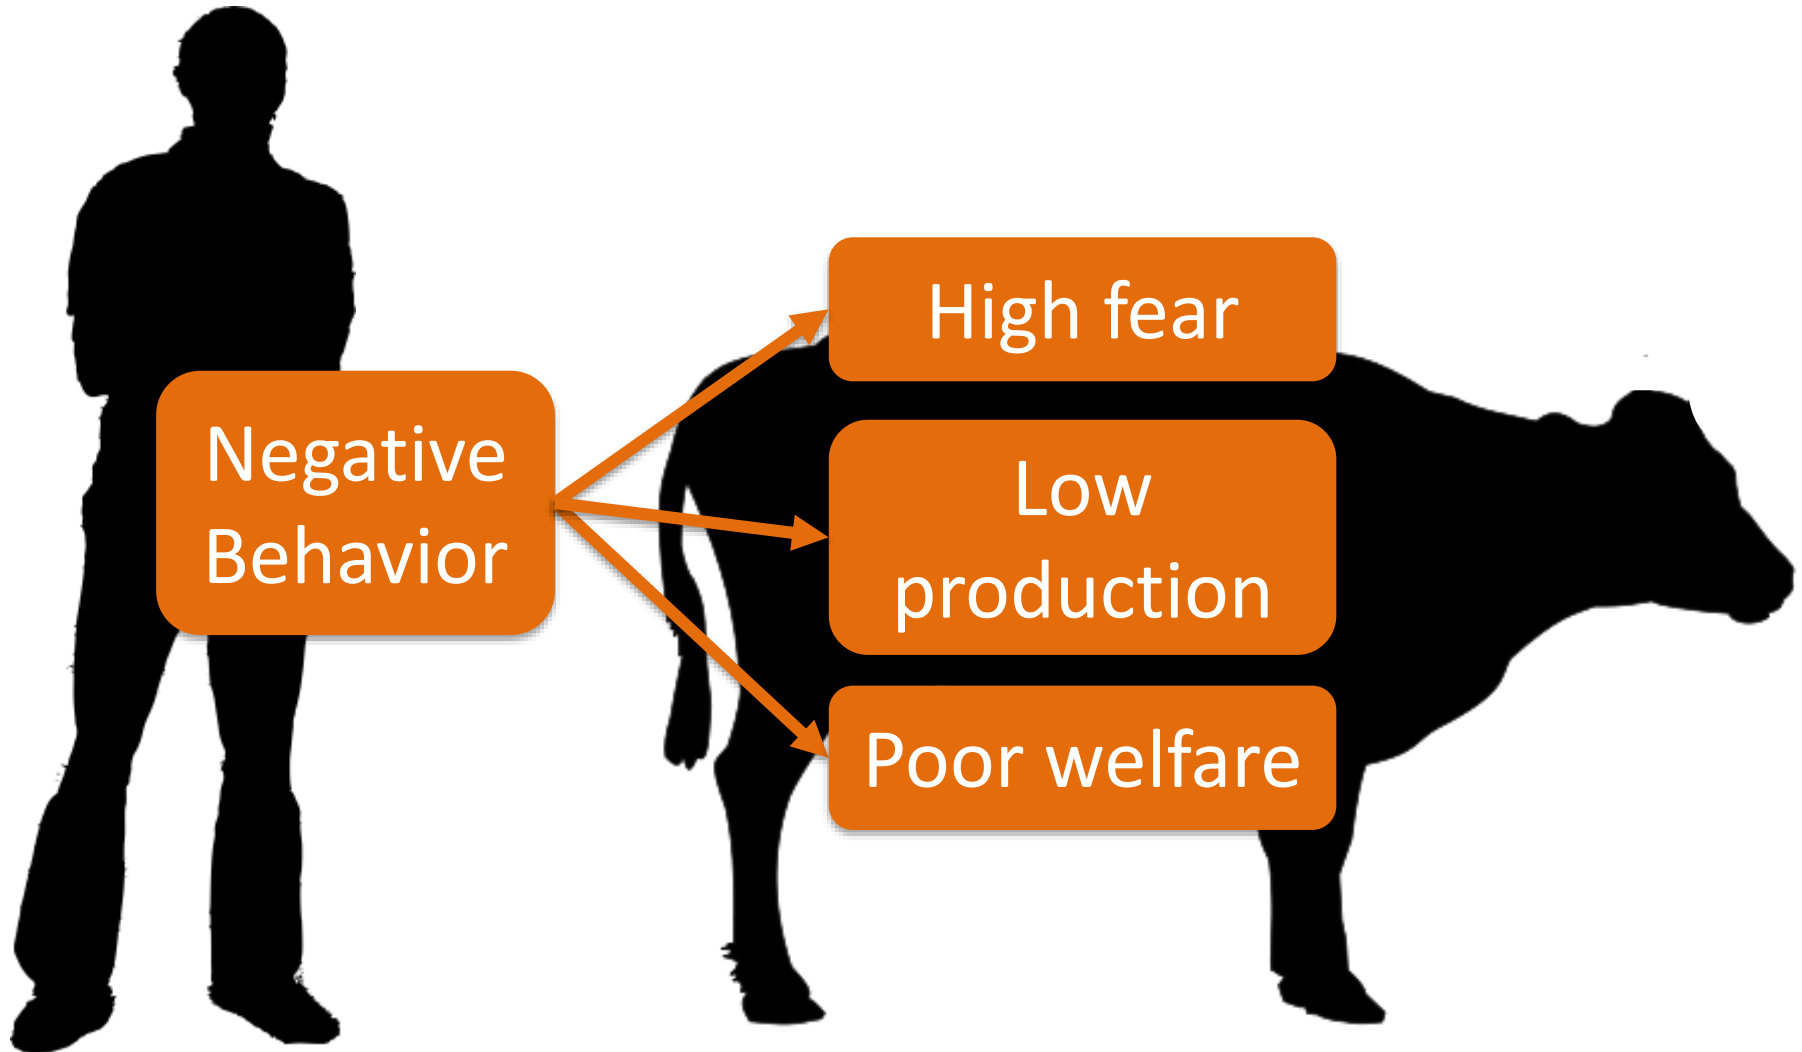 Negative
Behavior
High fear
Low
production
Poor welfare